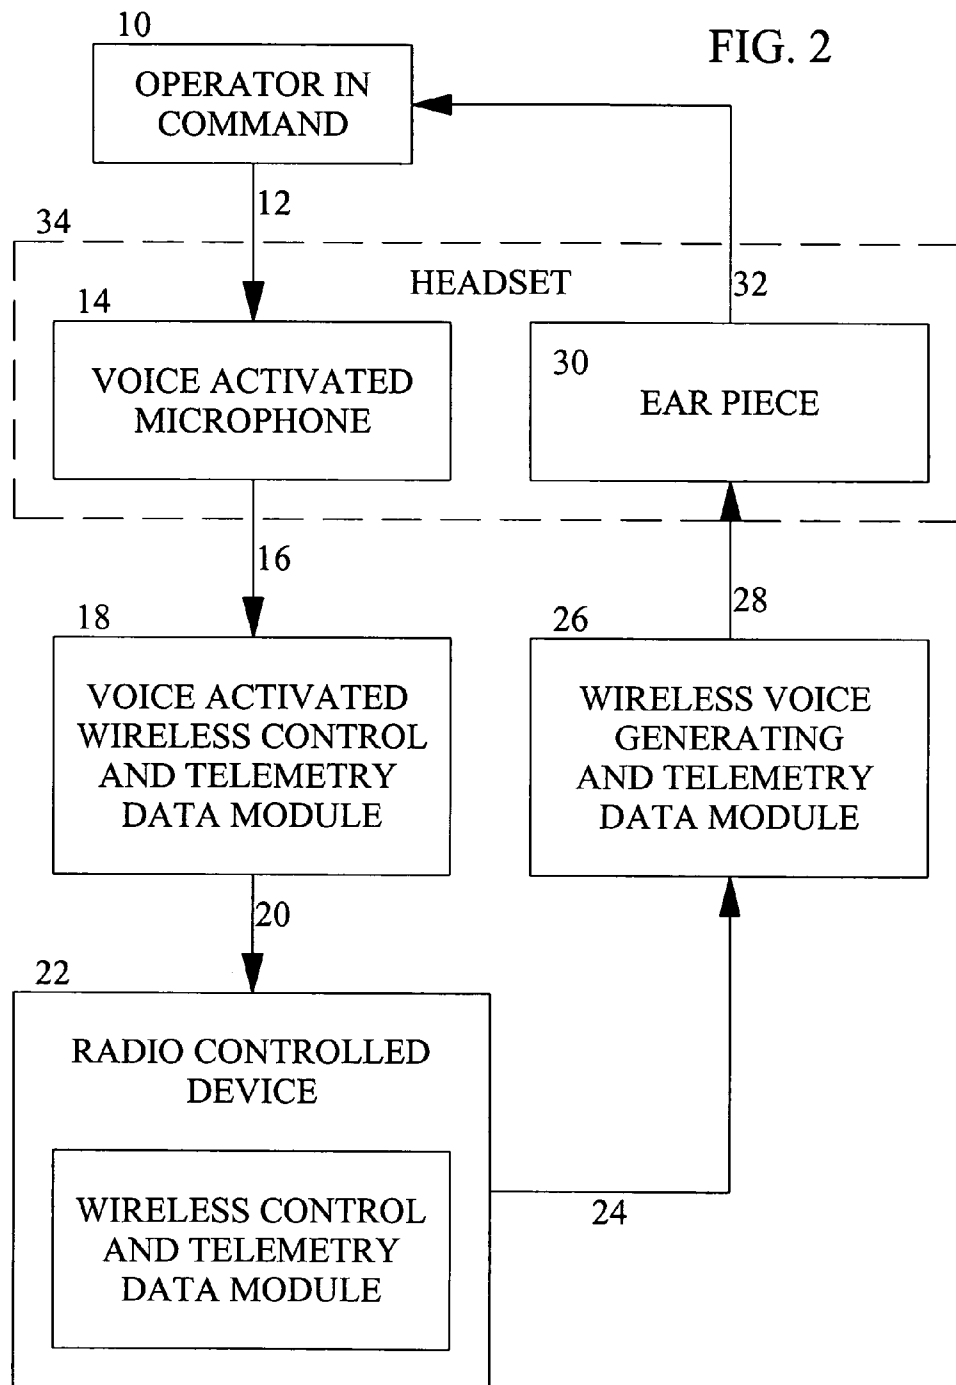 FIG. 2
10
OPERATOR IN
COMMAND
12
34
HEADSET
32
14
VOICE ACTIVATED
MICROPHONE
30
EAR PIECE
16
28
18
VOICE ACTIVATED
WIRELESS CONTROL
AND TELEMETRY
DATA MODULE
26
WIRELESS VOICE
GENERATING
AND TELEMETRY
DATA MODULE
20
22
RADIO CONTROLLED
DEVICE
WIRELESS CONTROL
AND TELEMETRY
DATA MODULE
24